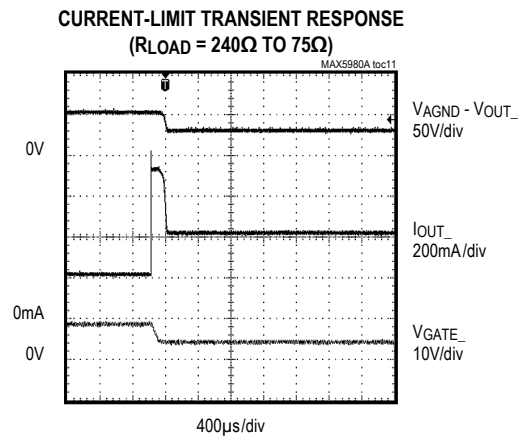 CURRENT-LIMIT TRANSIENT RESPONSE
(RLOAD = 240Ω TO 75Ω)
MAX5980A toc11
T
VAGND - VOUT_
50V/div
0V
IOUT_
200mA/div
0mA
0V
VGATE_
10V/div
400µs/div